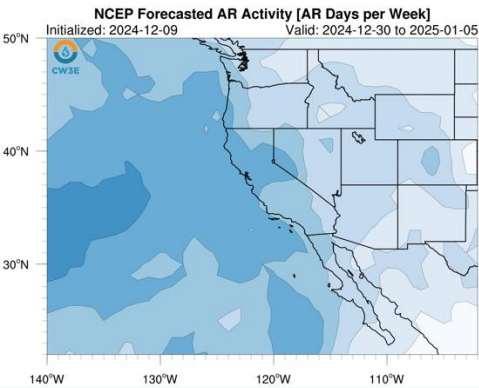 NCEP Forecasted AR Activity [AR Days per Week]
Initialized: 2024-12-09 Valid: 2024-12-30 to 2025-01-05
50°N
CW3E
40°N
30°N
140°W 130°W 120°W 110°W